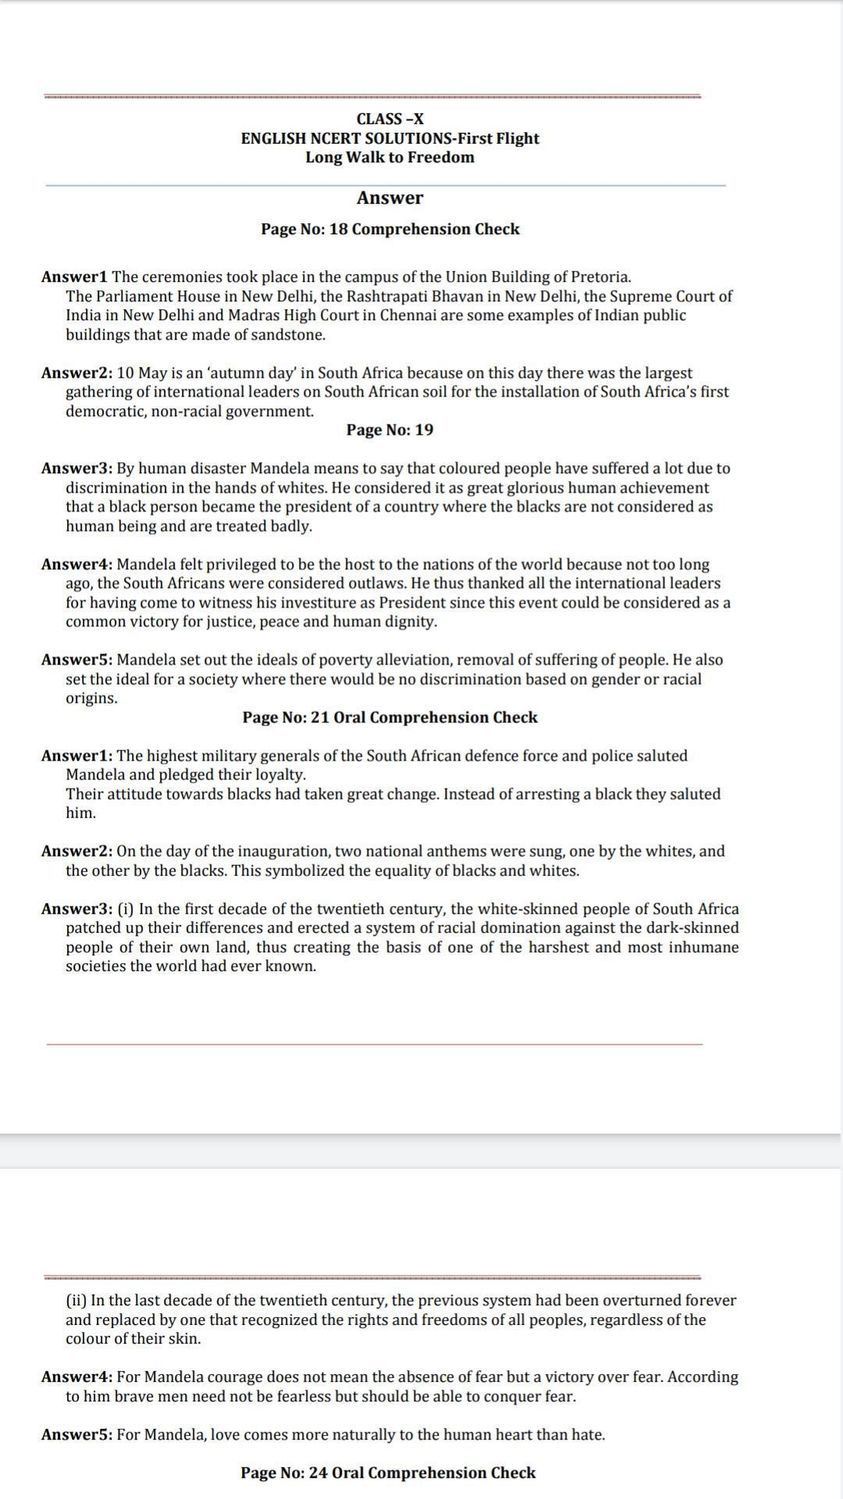 CLASS –X
ENGLISH NCERT SOLUTIONS-First Flight
Long Walk to Freedom
Answer
Page No: 18 Comprehension Check
Answer1 The ceremonies took place in the campus of the Union Building of Pretoria.
The Parliament House in New Delhi, the Rashtrapati Bhavan in New Delhi, the Supreme Court of
India in New Delhi and Madras High Court in Chennai are some examples of Indian public
buildings that are made of sandstone.
Answer2: 10 May is an ‘autumn day’ in South Africa because on this day there was the largest
gathering of international leaders on South African soil for the installation of South Africa’s first
democratic, non-racial government.
Page No: 19
Answer3: By human disaster Mandela means to say that coloured people have suffered a lot due to
discrimination in the hands of whites. He considered it as great glorious human achievement
that a black person became the president of a country where the blacks are not considered as
human being and are treated badly.
Answer4: Mandela felt privileged to be the host to the nations of the world because not too long
ago, the South Africans were considered outlaws. He thus thanked all the international leaders
for having come to witness his investiture as President since this event could be considered as a
common victory for justice, peace and human dignity.
Answer5: Mandela set out the ideals of poverty alleviation, removal of suffering of people. He also
set the ideal for a society where there would be no discrimination based on gender or racial
origins.
Page No: 21 Oral Comprehension Check
Answer1: The highest military generals of the South African defence force and police saluted
Mandela and pledged their loyalty.
Their attitude towards blacks had taken great change. Instead of arresting a black they saluted
him.
Answer2: On the day of the inauguration, two national anthems were sung, one by the whites, and
the other by the blacks. This symbolized the equality of blacks and whites.
Answer3: (i) In the first decade of the twentieth century, the white-skinned people of South Africa
patched up their differences and erected a system of racial domination against the dark-skinned
people of their own land, thus creating the basis of one of the harshest and most inhumane
societies the world had ever known.
(ii) In the last decade of the twentieth century, the previous system had been overturned forever
and replaced by one that recognized the rights and freedoms of all peoples, regardless of the
colour of their skin.
Answer4: For Mandela courage does not mean the absence of fear but a victory over fear. According
to him brave men need not be fearless but should be able to conquer fear.
Answer5: For Mandela, love comes more naturally to the human heart than hate.
Page No: 24 Oral Comprehension Check